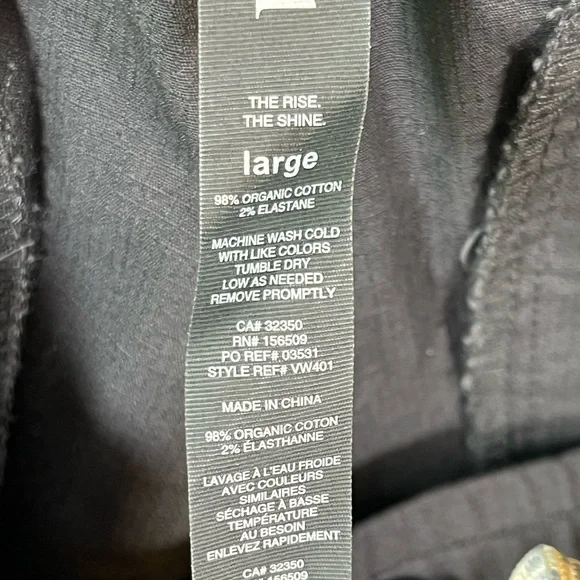 THE RISE.
THE SHINE.
large
98% ORGANIC COTTON
2% ELASTANE
MACHINE WASH COLD
WITH LIKE COLORS
TUMBLE DRY
LOW AS NEEDED
REMOVE PROMPTLY
CA# 32350
RN# 156509
PO REF# 03531
STYLE REF# VW401
MADE IN CHINA
98% ORGANIC COTON
2% ÉLASTHANNE
LAVAGE À L'EAU FROIDE
AVEC COULEURS
SIMILAIRES
SÉCHAGE À BASSE
TEMPÉRATURE
AU BESOIN
ENLEVEZ RAPIDEMENT
CA# 32350
156509